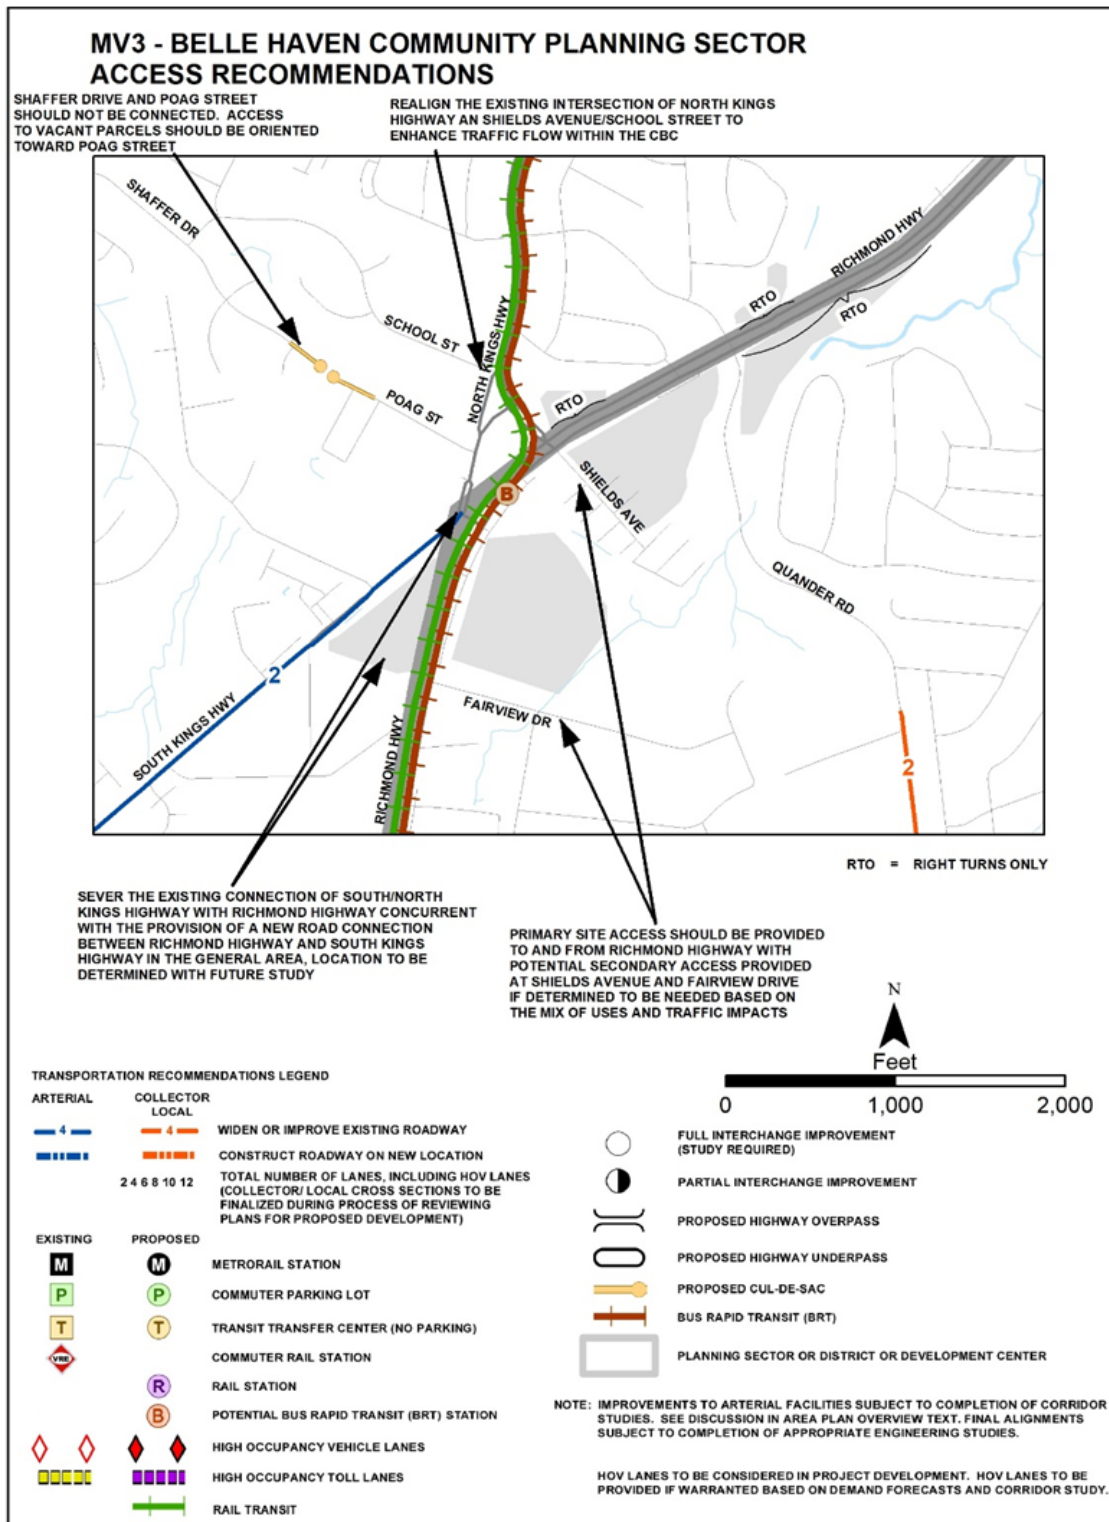 MV3 - BELLE HAVEN COMMUNITY PLANNING SECTOR
ACCESS RECOMMENDATIONS
SHAFFER DRIVE AND POAG STREET
SHOULD NOT BE CONNECTED. ACCESS
TO VACANT PARCELS SHOULD BE ORIENTED
TOWARD POAG STREET
REALIGN THE EXISTING INTERSECTION OF NORTH KINGS
HIGHWAY AN SHIELDS AVENUE/SCHOOL STREET TO
ENHANCE TRAFFIC FLOW WITHIN THE CBC
SHAFFER DR
SCHOOL ST
NORTH KINGS HWY
POAG ST
RICHMOND HWY
RTO
RTO
RTO
B
SHIELDS AVE
QUANDER RD
2
SOUTH KINGS HWY
FAIRVIEW DR
RICHMOND HWY
2
RTO = RIGHT TURNS ONLY
SEVER THE EXISTING CONNECTION OF SOUTH/NORTH
KINGS HIGHWAY WITH RICHMOND HIGHWAY CONCURRENT
WITH THE PROVISION OF A NEW ROAD CONNECTION
BETWEEN RICHMOND HIGHWAY AND SOUTH KINGS
HIGHWAY IN THE GENERAL AREA, LOCATION TO BE
DETERMINED WITH FUTURE STUDY
PRIMARY SITE ACCESS SHOULD BE PROVIDED
TO AND FROM RICHMOND HIGHWAY WITH
POTENTIAL SECONDARY ACCESS PROVIDED
AT SHIELDS AVENUE AND FAIRVIEW DRIVE
IF DETERMINED TO BE NEEDED BASED ON
THE MIX OF USES AND TRAFFIC IMPACTS
N
Feet
0 1,000 2,000
TRANSPORTATION RECOMMENDATIONS LEGEND
ARTERIAL COLLECTOR
LOCAL
4 4 WIDEN OR IMPROVE EXISTING ROADWAY
CONSTRUCT ROADWAY ON NEW LOCATION
2 4 6 8 10 12 TOTAL NUMBER OF LANES, INCLUDING HOV LANES
(COLLECTOR/ LOCAL CROSS SECTIONS TO BE
FINALIZED DURING PROCESS OF REVIEWING
PLANS FOR PROPOSED DEVELOPMENT)
EXISTING PROPOSED
M M METRORAIL STATION
P P COMMUTER PARKING LOT
T T TRANSIT TRANSFER CENTER (NO PARKING)
VRE COMMUTER RAIL STATION
R RAIL STATION
B POTENTIAL BUS RAPID TRANSIT (BRT) STATION
HIGH OCCUPANCY VEHICLE LANES
HIGH OCCUPANCY TOLL LANES
RAIL TRANSIT
FULL INTERCHANGE IMPROVEMENT
(STUDY REQUIRED)
PARTIAL INTERCHANGE IMPROVEMENT
PROPOSED HIGHWAY OVERPASS
PROPOSED HIGHWAY UNDERPASS
PROPOSED CUL-DE-SAC
BUS RAPID TRANSIT (BRT)
PLANNING SECTOR OR DISTRICT OR DEVELOPMENT CENTER
NOTE: IMPROVEMENTS TO ARTERIAL FACILITIES SUBJECT TO COMPLETION OF CORRIDOR
STUDIES. SEE DISCUSSION IN AREA PLAN OVERVIEW TEXT. FINAL ALIGNMENTS
SUBJECT TO COMPLETION OF APPROPRIATE ENGINEERING STUDIES.
HOV LANES TO BE CONSIDERED IN PROJECT DEVELOPMENT. HOV LANES TO BE
PROVIDED IF WARRANTED BASED ON DEMAND FORECASTS AND CORRIDOR STUDY.